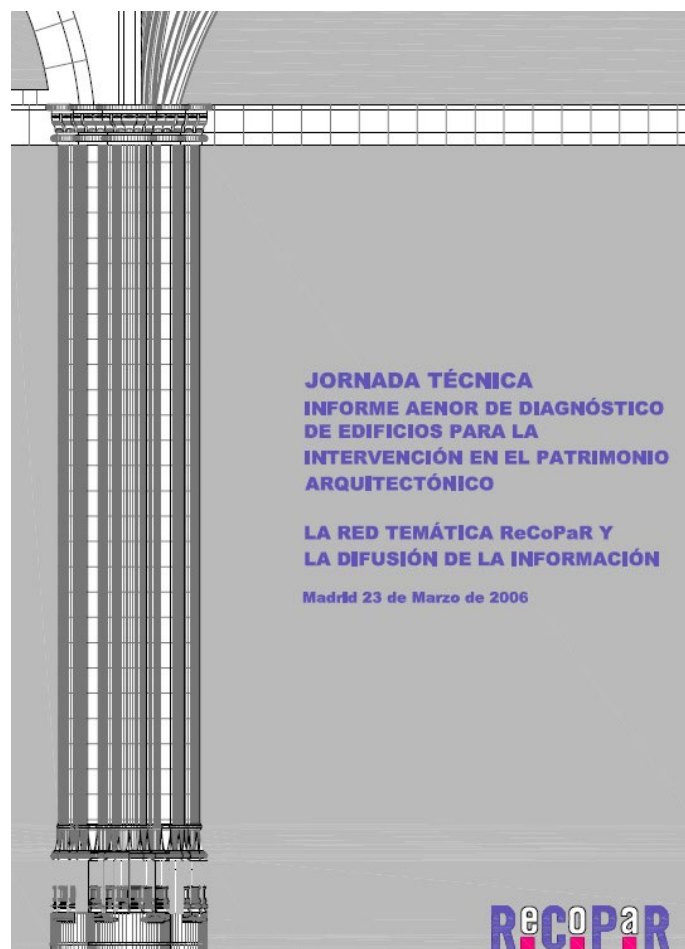 JORNADA TÉCNICA
INFORME AENOR DE DIAGNÓSTICO
DE EDIFICIOS PARA LA
INTERVENCIÓN EN EL PATRIMONIO
ARQUITECTÓNICO
LA RED TEMÁTICA ReCoPaR Y
LA DIFUSIÓN DE LA INFORMACIÓN
Madrid 23 de Marzo de 2006
ReCoPaR